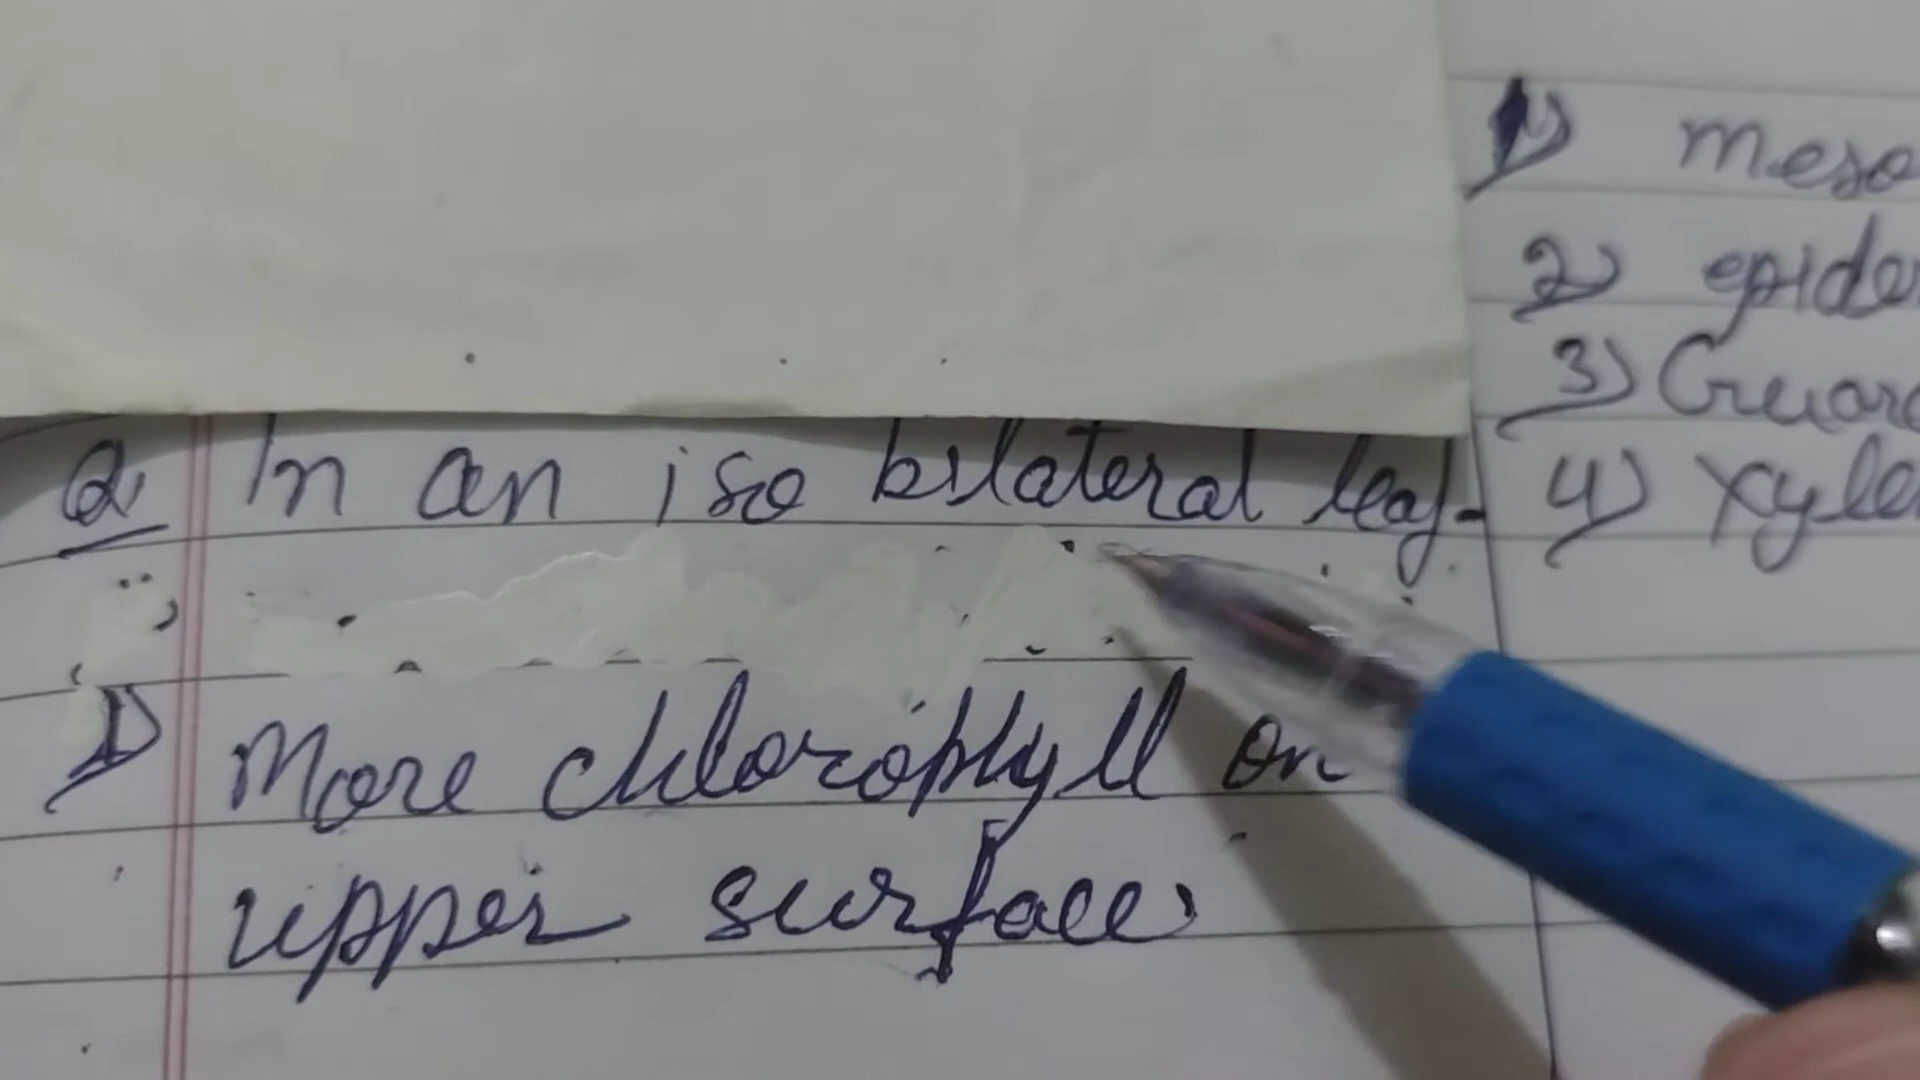 Q. In an iso bilateral leaf-
1) More chlorophyll on
upper surface
1) meso
2) epider
3) Guard
4) xyle